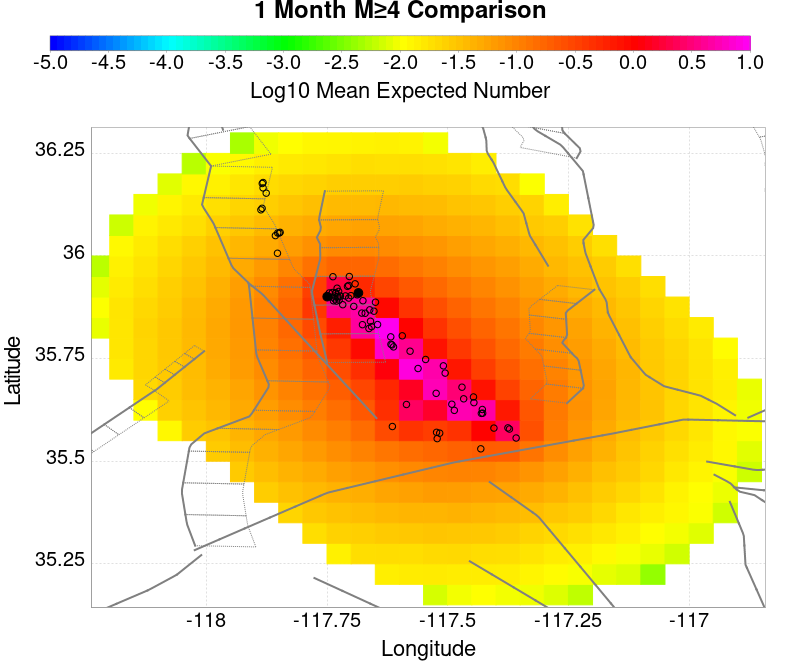 1 Month M≥4 Comparison
-5.0 -4.5 -4.0 -3.5 -3.0 -2.5 -2.0 -1.5 -1.0 -0.5 0.0 0.5 1.0
Log10 Mean Expected Number
36.25
36
35.75
35.5
35.25
Latitude
-118 -117.75 -117.5 -117.25 -117
Longitude